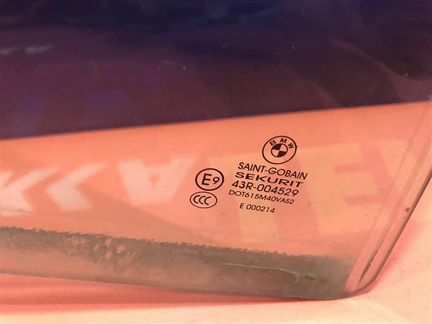 BMW
SAINT-GOBAIN
SEKURIT
E9
43R-004529
CCC
DOT615M40VAS2
E 000214